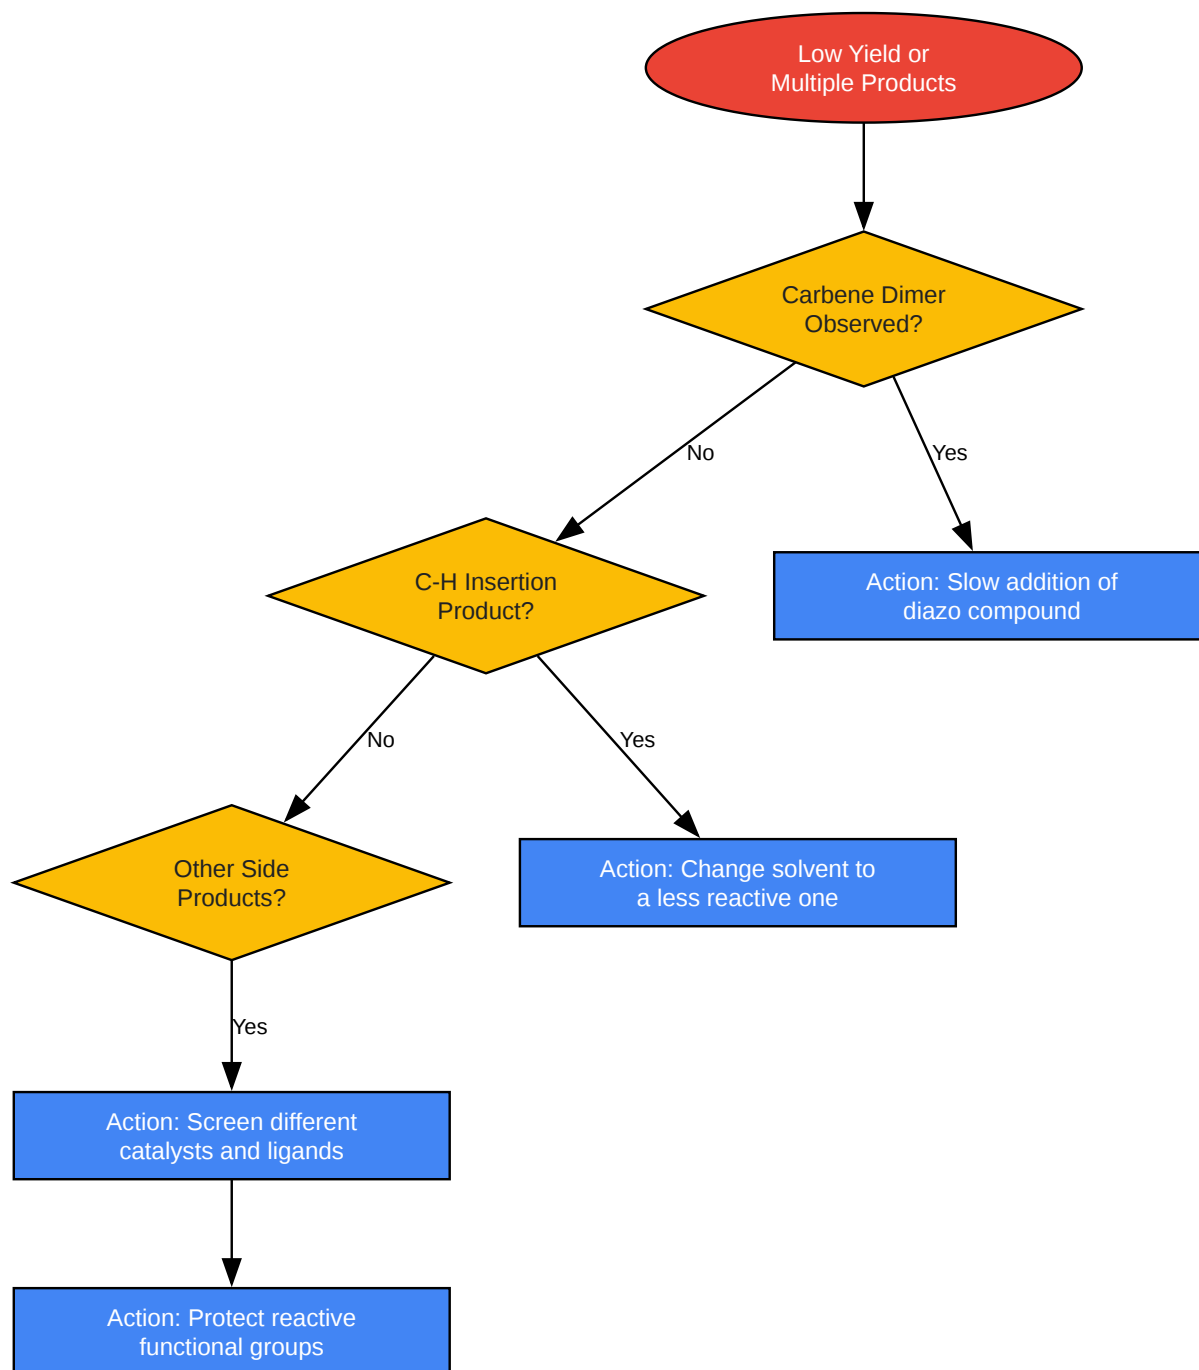 Low Yield or
Multiple Products
Carbene Dimer
Observed?
No
Yes
C-H Insertion
Product?
Action: Slow addition of
diazo compound
No
Yes
Other Side
Products?
Action: Change solvent to
a less reactive one
Yes
Action: Screen different
catalysts and ligands
Action: Protect reactive
functional groups